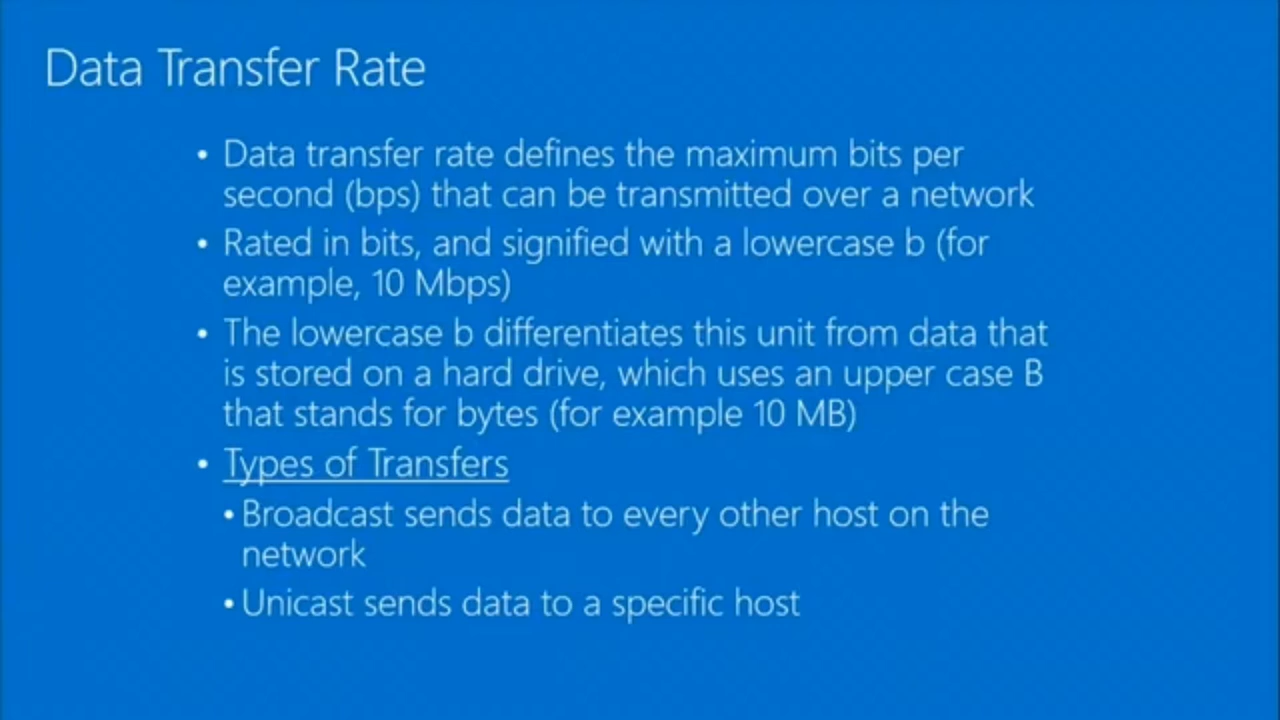 Data Transfer Rate
• Data transfer rate defines the maximum bits per
second (bps) that can be transmitted over a network
• Rated in bits, and signified with a lowercase b (for
example, 10 Mbps)
• The lowercase b differentiates this unit from data that
is stored on a hard drive, which uses an upper case B
that stands for bytes (for example 10 MB)
• Types of Transfers
• Broadcast sends data to every other host on the
network
• Unicast sends data to a specific host